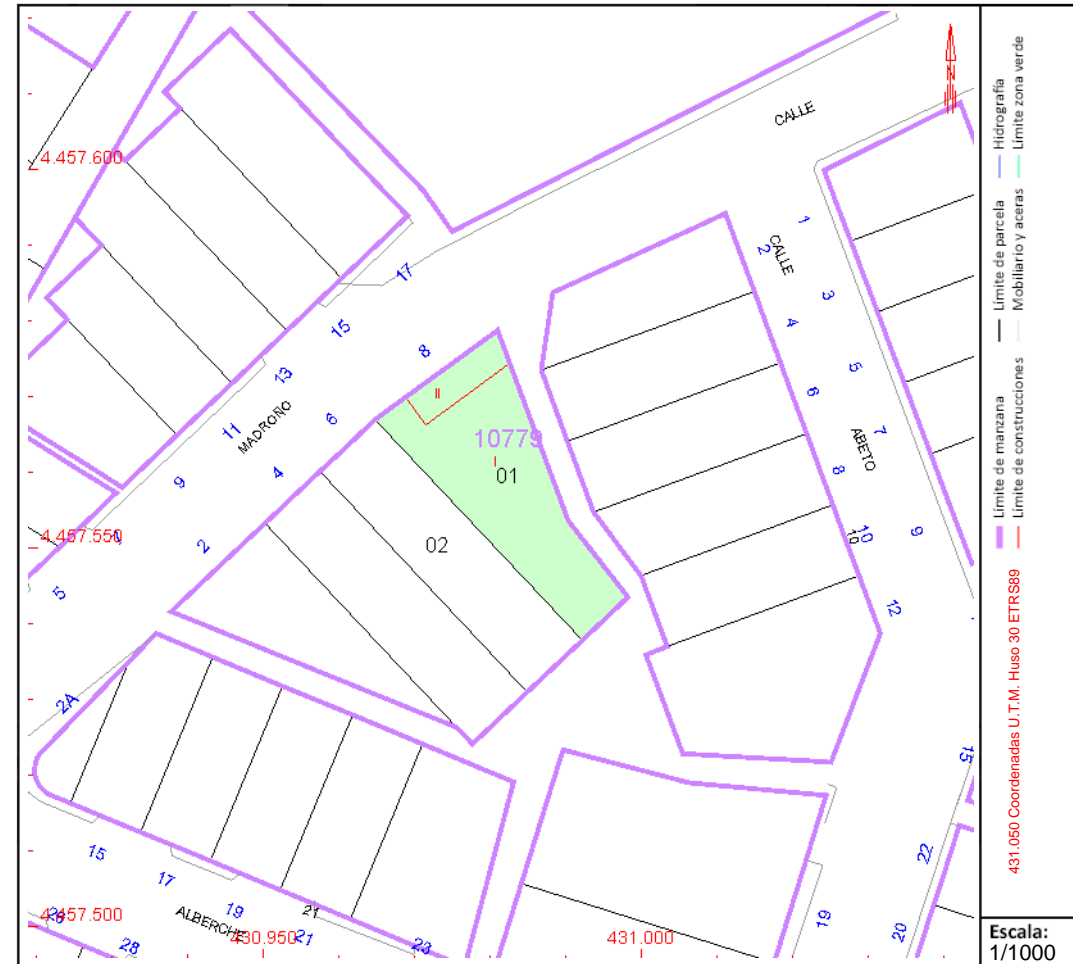 CALLE
N
4.457.600
1
CALLE
2
17
3
15
4
8
13
5
II
6
6
MADROÑO
11
7
10779
ABETO
4
I
01
8
9
4.457.550
02
10
10
9
2
5
12
2A
15
15
22
17
19
21
ALBERCHE
4.457.500
26
28
430.950
21
23
431.000
19
20
Límite de manzana
Límite de parcela
Hidrografía
Límite de construcciones
Mobiliario y aceras
Límite zona verde
431.050 Coordenadas U.T.M. Huso 30 ETRS89
Escala:
1/1000